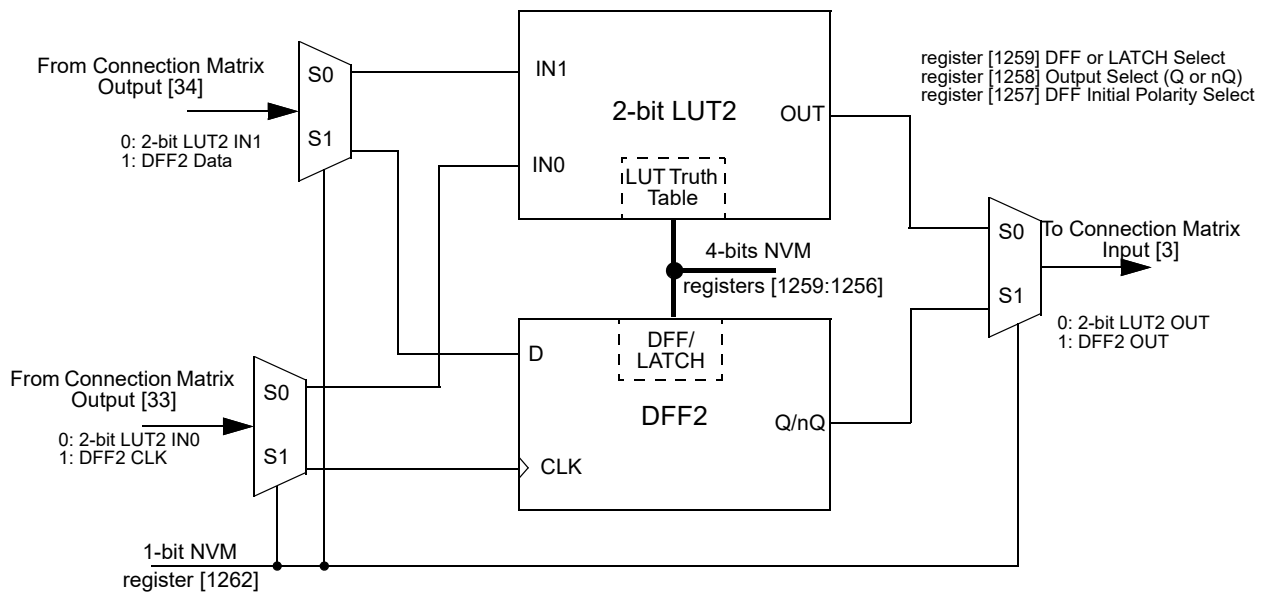 From Connection Matrix
Output [34]
0: 2-bit LUT2 IN1
1: DFF2 Data
S0
S1
IN1
IN0
2-bit LUT2
OUT
LUT Truth
Table
register [1259] DFF or LATCH Select
register [1258] Output Select (Q or nQ)
register [1257] DFF Initial Polarity Select
4-bits NVM
registers [1259:1256]
S0
S1
To Connection Matrix
Input [3]
0: 2-bit LUT2 OUT
1: DFF2 OUT
From Connection Matrix
Output [33]
0: 2-bit LUT2 IN0
1: DFF2 CLK
S0
S1
D
DFF/
LATCH
DFF2
Q/nQ
CLK
1-bit NVM
register [1262]